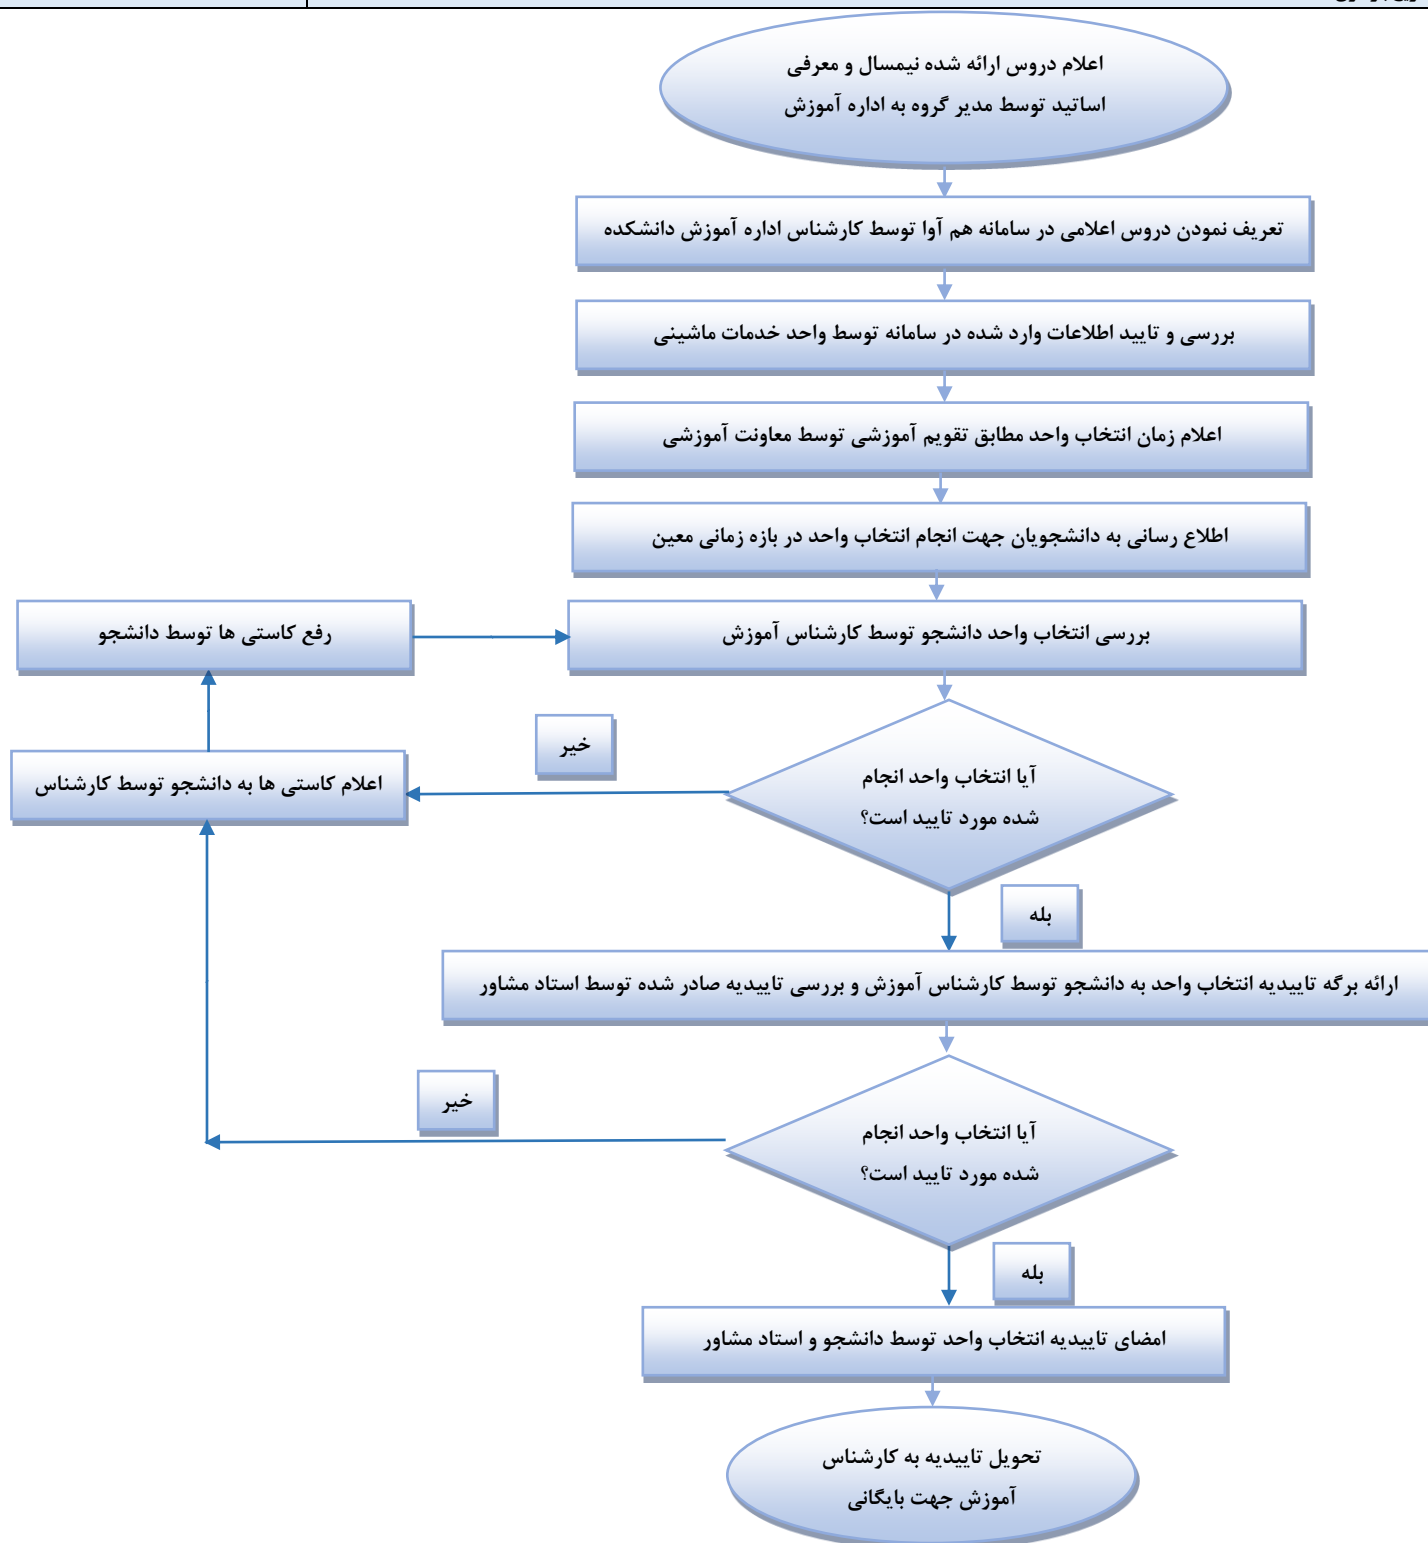 اعلام دروس ارائه شده نیمسال و معرفی
اساتید توسط مدیر گروه به اداره آموزش
تعریف نمودن دروس اعلامی در سامانه هم آوا توسط کارشناس اداره آموزش دانشکده
بررسی و تایید اطلاعات وارد شده در سامانه توسط واحد خدمات ماشینی
اعلام زمان انتخاب واحد مطابق تقویم آموزشی توسط معاونت آموزشی
اطلاع رسانی به دانشجویان جهت انجام انتخاب واحد در بازه زمانی معین
بررسی انتخاب واحد دانشجو توسط کارشناس آموزش
رفع کاستی ها توسط دانشجو
آیا انتخاب واحد انجام
شده مورد تایید است؟
خیر
اعلام کاستی ها به دانشجو توسط کارشناس
بله
ارائه برگه تاییدیه انتخاب واحد به دانشجو توسط کارشناس آموزش و بررسی تاییدیه صادر شده توسط استاد مشاور
آیا انتخاب واحد انجام
شده مورد تایید است؟
خیر
بله
امضای تاییدیه انتخاب واحد توسط دانشجو و استاد مشاور
تحویل تاییدیه به کارشناس
آموزش جهت بایگانی